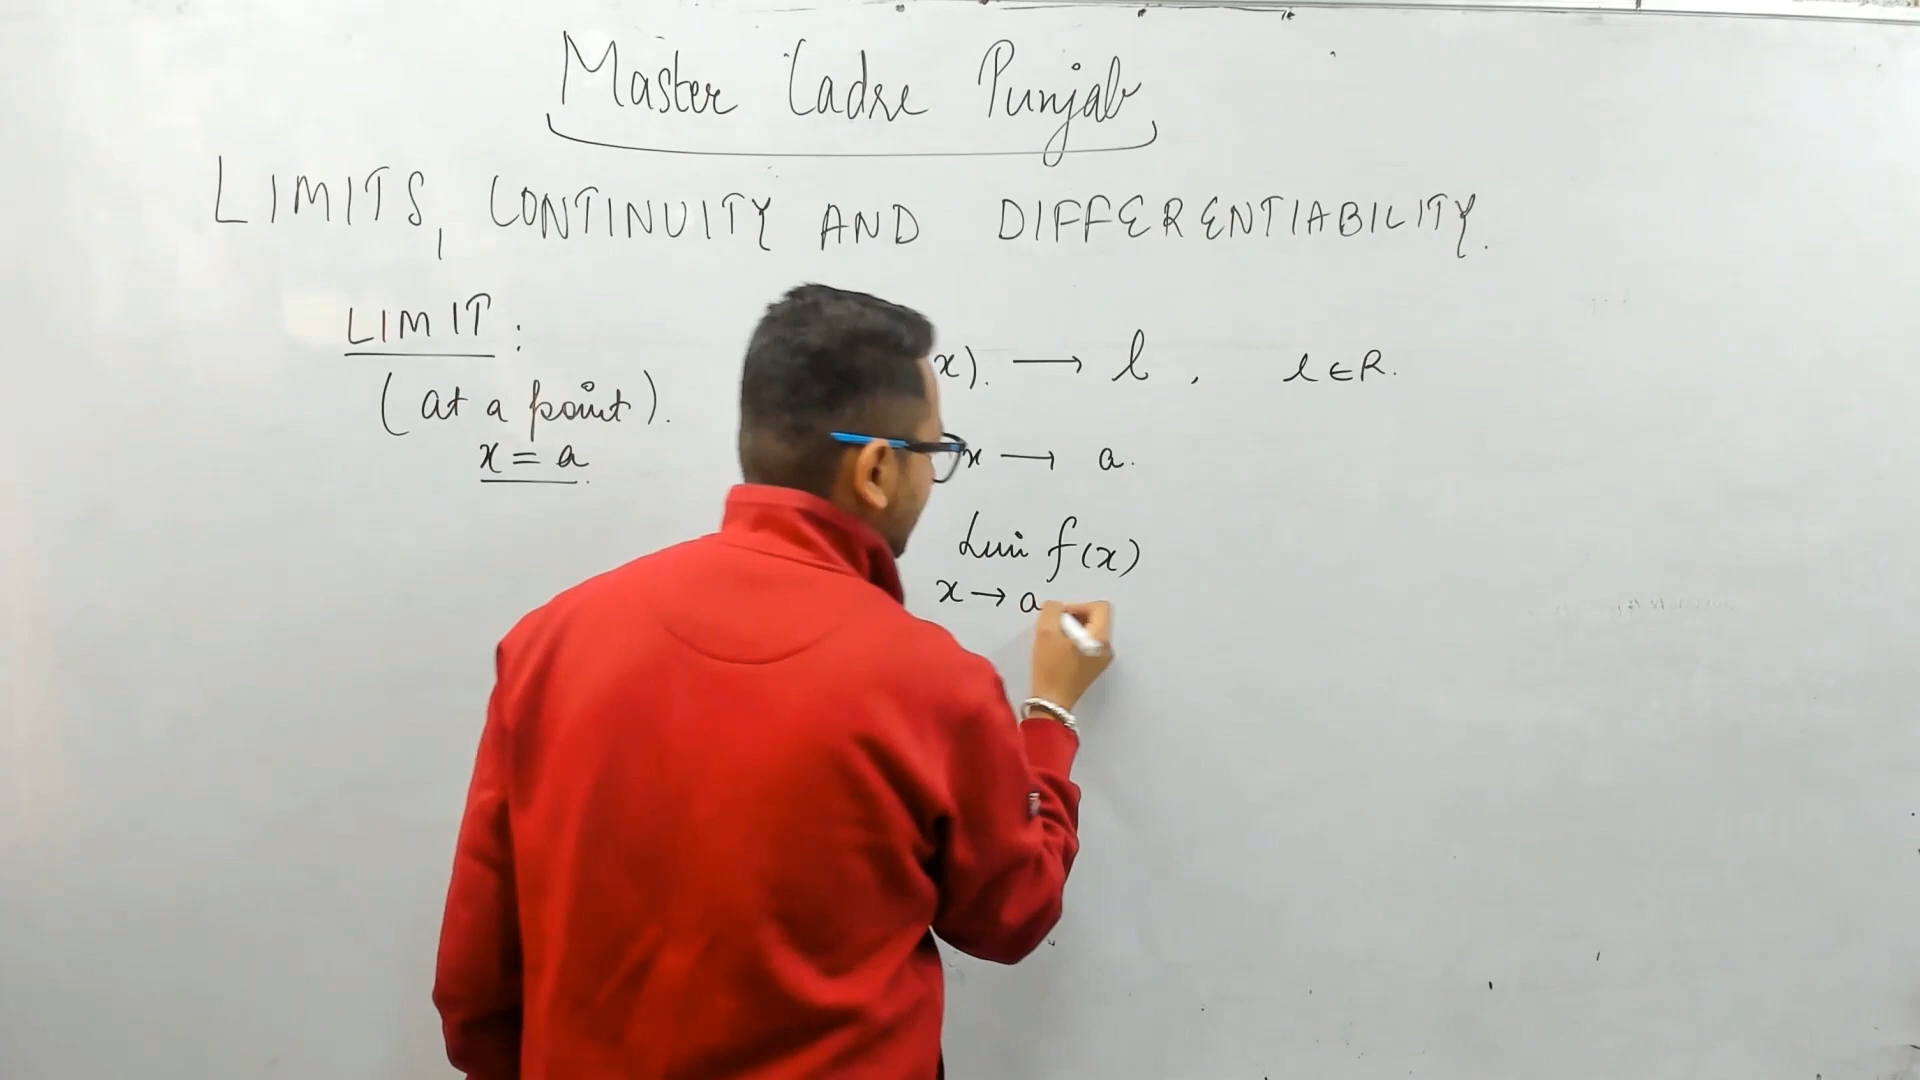 Master Cadre Punjab
LIMITS, CONTINUITY AND DIFFERENTIABILITY.
LIMIT :
(at a point).
x = a.
x). → l , l ∈ R.
x → a.
Lim f(x)
x → a